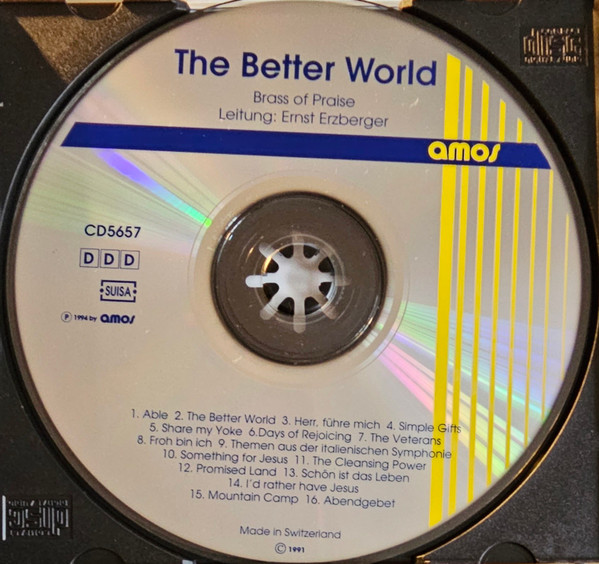 The Better World
Brass of Praise
Leitung: Ernst Erzberger
amos
CD5657
D D D
SUISA
Ⓟ 1994 by amos
1. Able 2. The Better World 3. Herr, führe mich 4. Simple Gifts
5. Share my Yoke 6.Days of Rejoicing 7. The Veterans
8. Froh bin ich 9. Themen aus der italienischen Symphonie
10. Something for Jesus 11. The Cleansing Power
12. Promised Land 13. Schön ist das Leben
14. I'd rather have Jesus
15. Mountain Camp 16. Abendgebet
Made in Switzerland
© 1991
COMPACT
disc
DIGITAL AUDIO